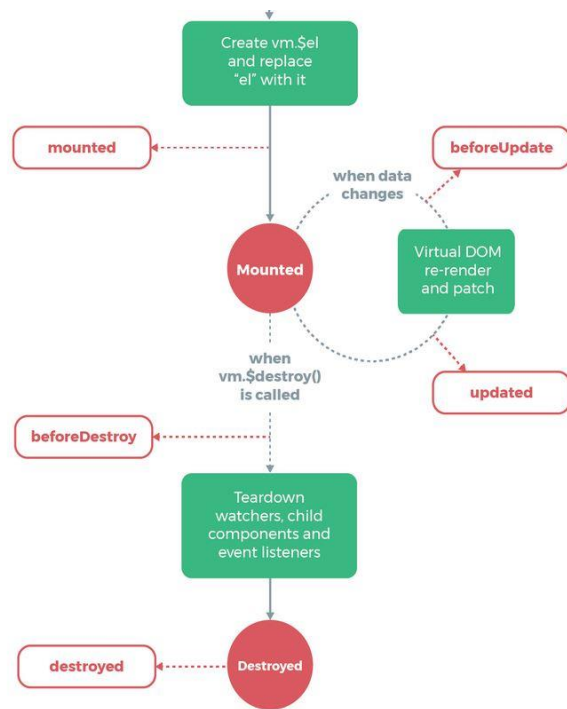 Create vm.$el
and replace
“el” with it
mounted
beforeUpdate
when data
changes
Mounted
Virtual DOM
re-render
and patch
when
vm.$destroy()
is called
updated
beforeDestroy
Teardown
watchers, child
components and
event listeners
destroyed
Destroyed